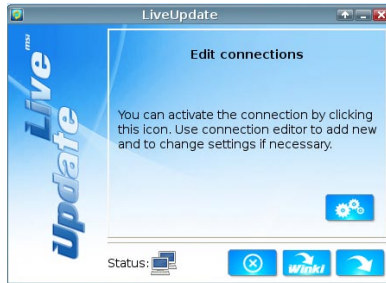 LiveUpdate
msi
Live
Update
Edit connections
You can activate the connection by clicking
this icon. Use connection editor to add new
and to change settings if necessary.
Status:
Winki